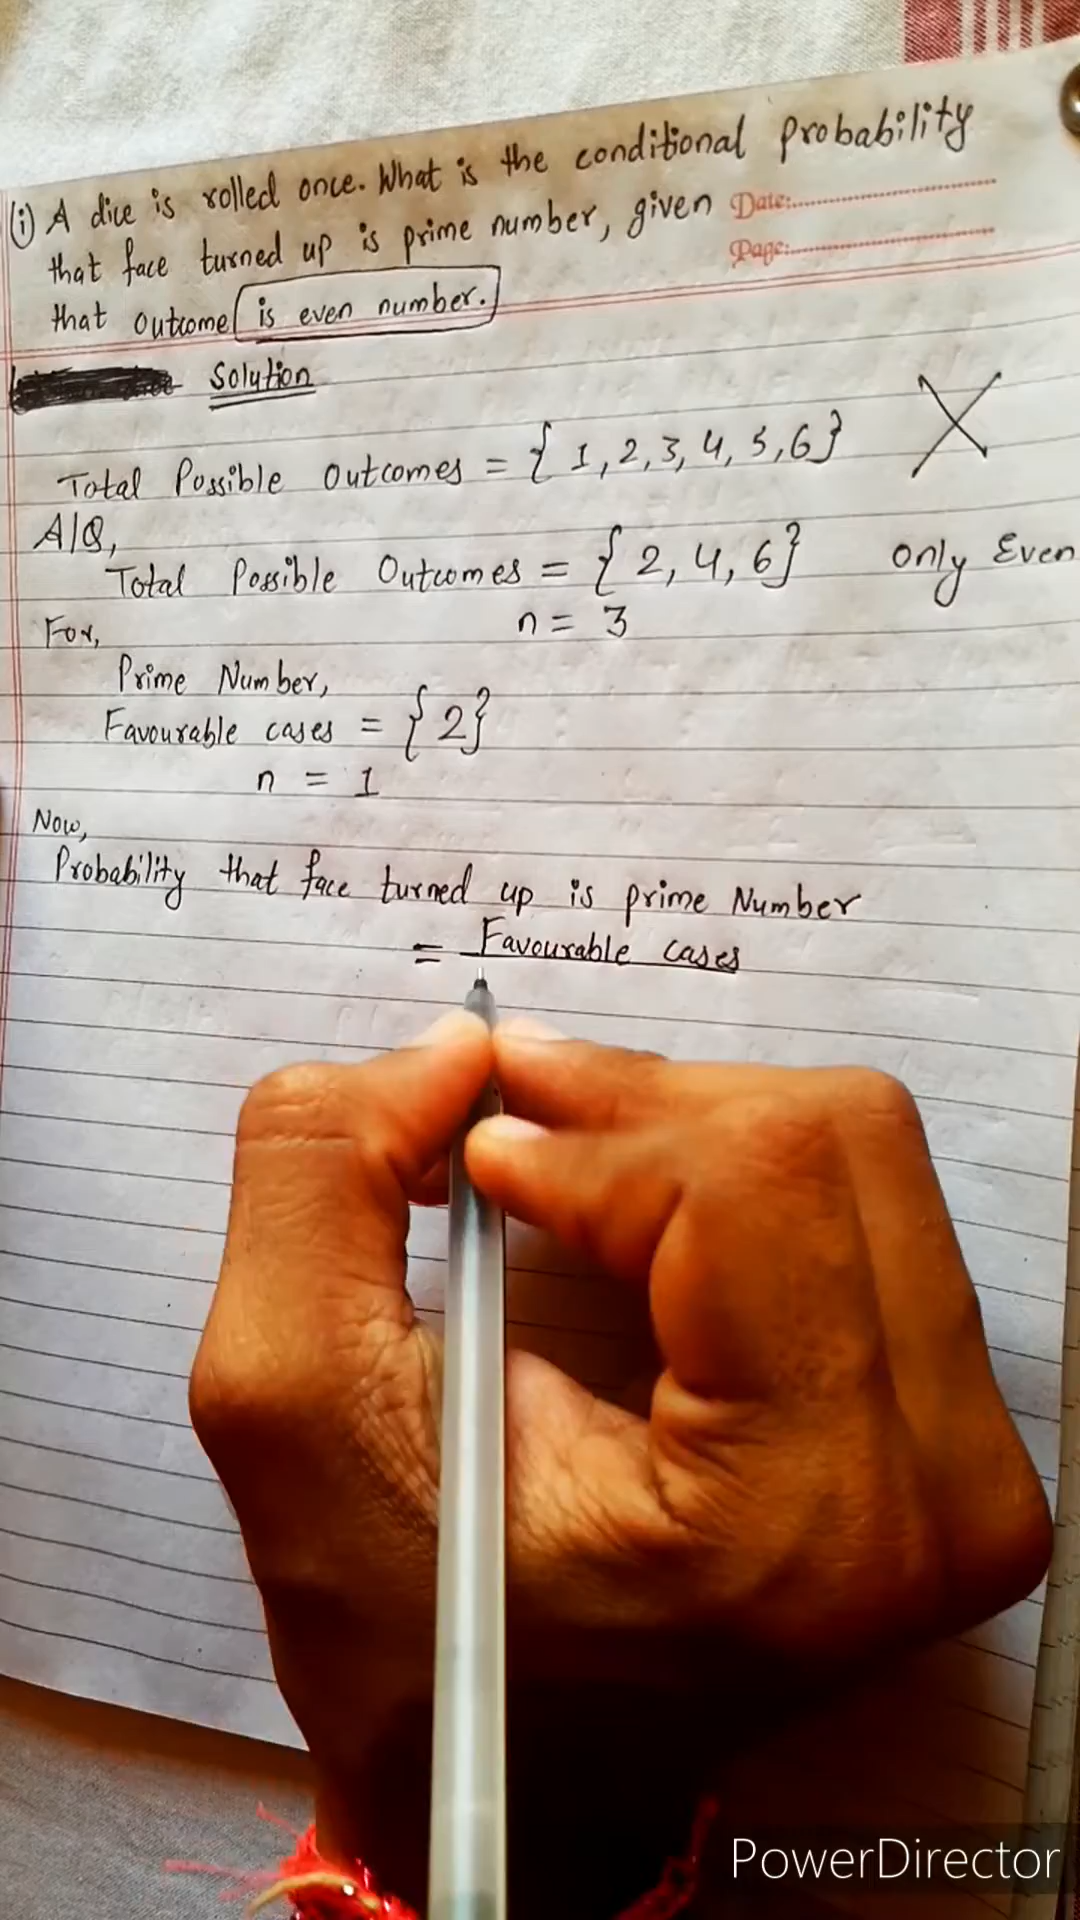 (i) A dice is rolled once. What is the conditional probability
that face turned up is prime number, given
Date:
Page:
that outcome is even number.
Solution
Total Possible Outcomes = { 1, 2, 3, 4, 5, 6 }
A/Q,
Total Possible Outcomes = { 2, 4, 6 } only Even
n = 3
For,
Prime Number,
Favourable cases = { 2 }
n = 1
Now,
Probability that face turned up is prime Number
= Favourable cases
PowerDirector